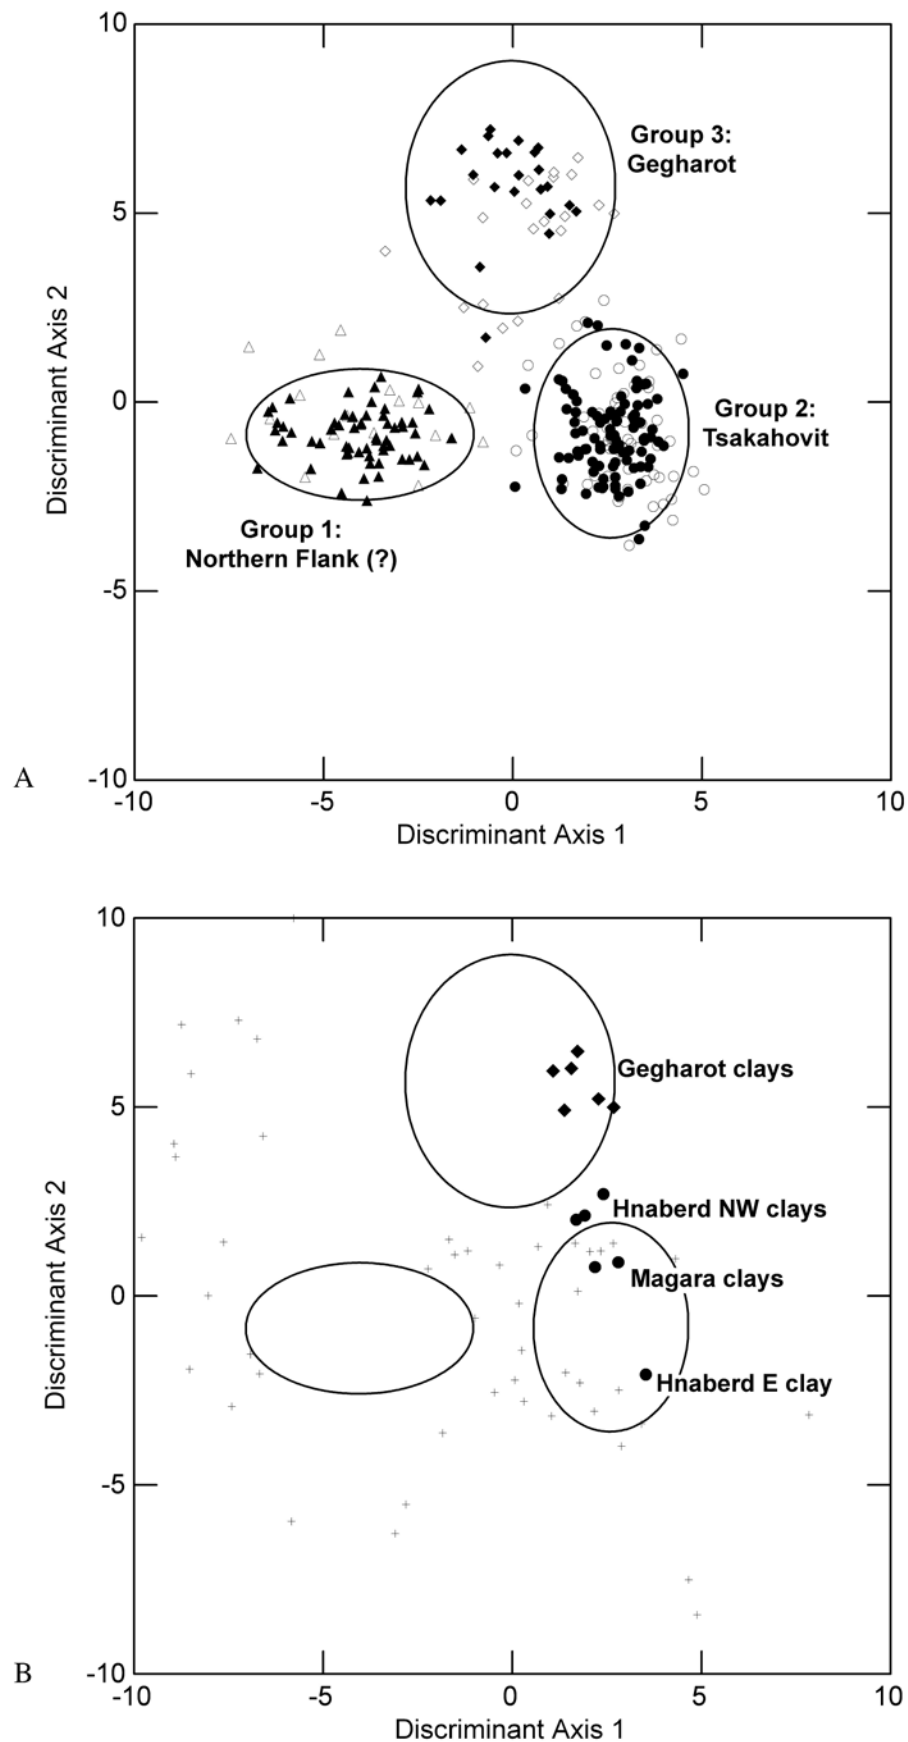 10
Group 3:
Gegharot
5
Discriminant Axis 2
0
Group 2:
Tsakahovit
Group 1:
Northern Flank (?)
-5
A
-10
-10 -5 0 5 10
Discriminant Axis 1
10
Gegharot clays
5
Hnaberd NW clays
Discriminant Axis 2
Magara clays
0
Hnaberd E clay
-5
B
-10
-10 -5 0 5 10
Discriminant Axis 1